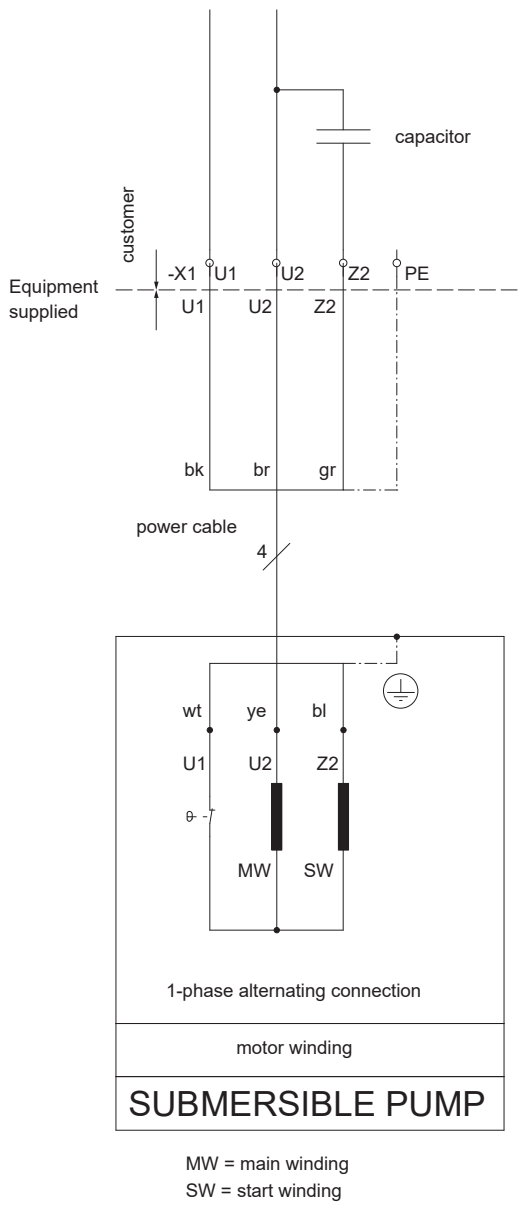 capacitor
customer
-X1 U1 U2 Z2 PE
Equipment
supplied
U1 U2 Z2
bk br gr
power cable
4
wt ye bl
U1 U2 Z2
θ
MW SW
1-phase alternating connection
motor winding
SUBMERSIBLE PUMP
MW = main winding
SW = start winding